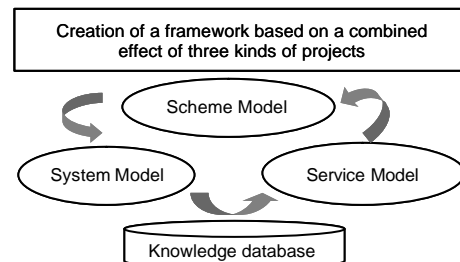 Creation of a framework based on a combined
effect of three kinds of projects
Scheme Model
System Model
Service Model
Knowledge database